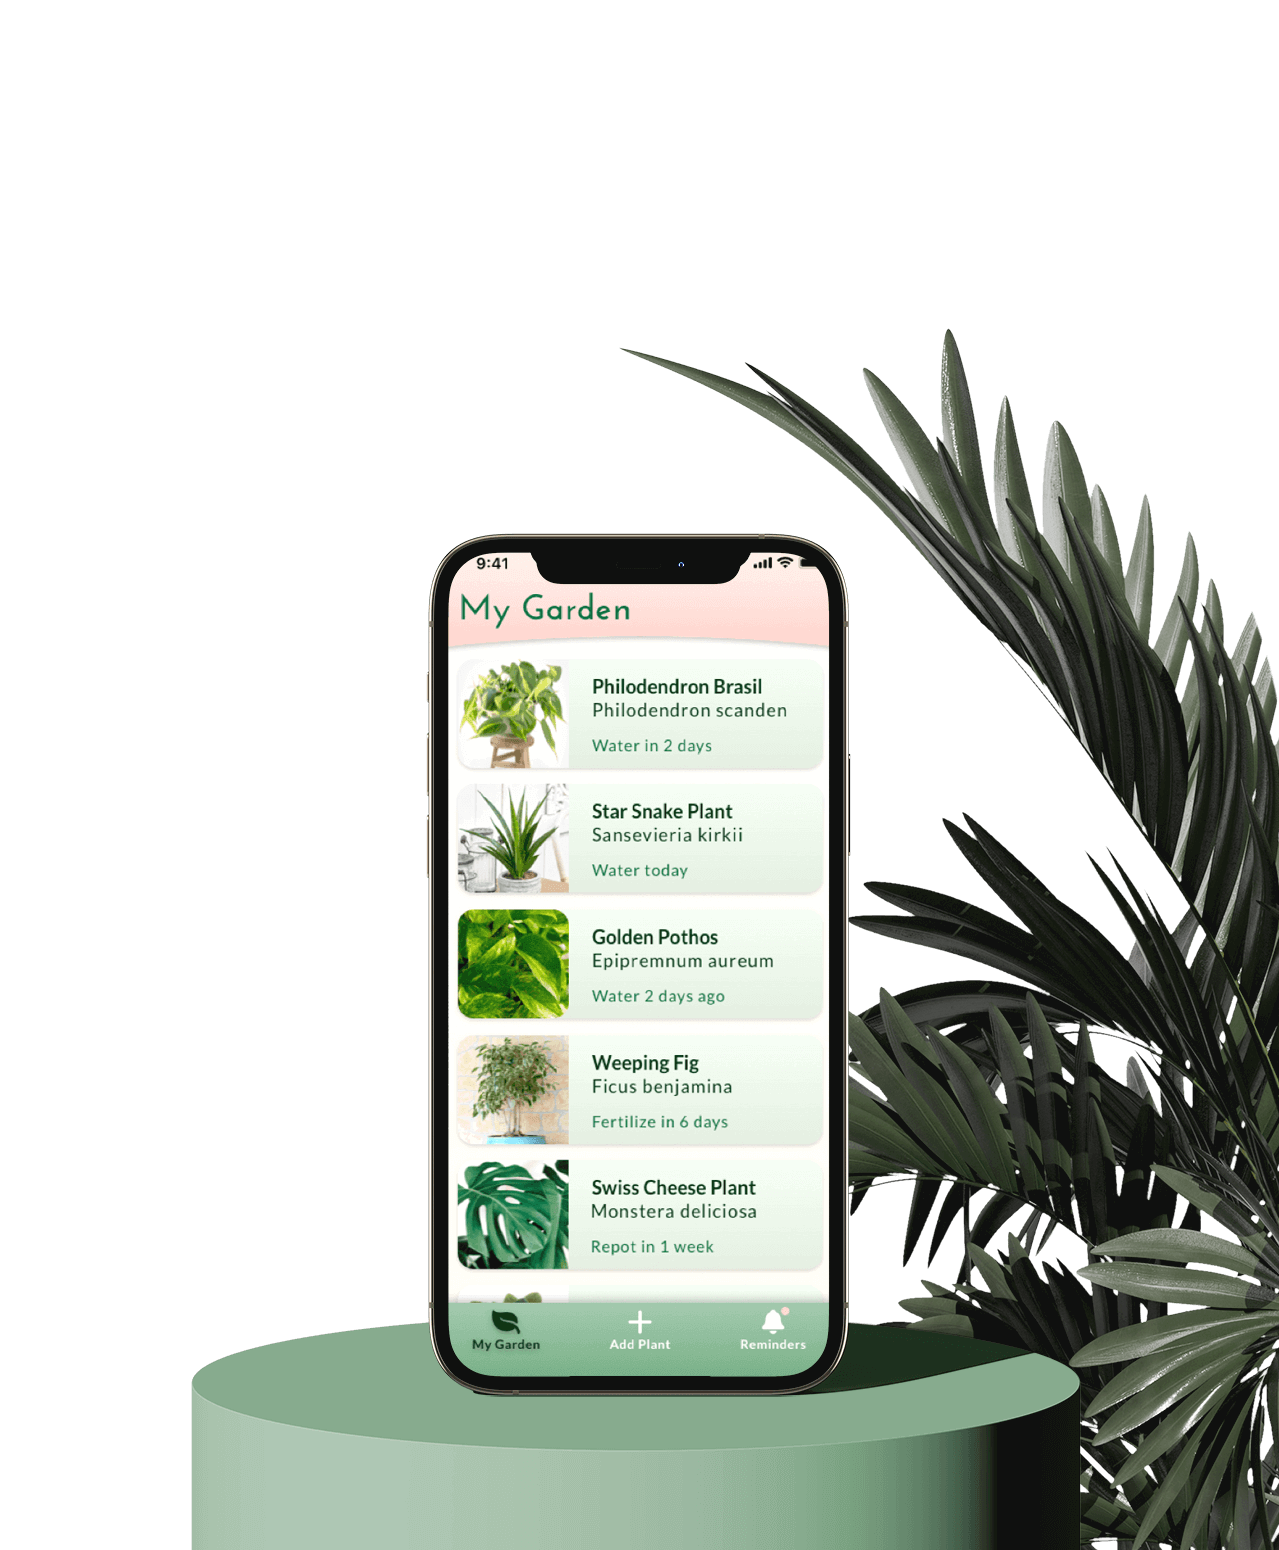 9:41
My Garden
Philodendron Brasil
Philodendron scanden
Water in 2 days
Star Snake Plant
Sansevieria kirkii
Water today
Golden Pothos
Epipremnum aureum
Water 2 days ago
Weeping Fig
Ficus benjamina
Fertilize in 6 days
Swiss Cheese Plant
Monstera deliciosa
Repot in 1 week
My Garden
Add Plant
Reminders